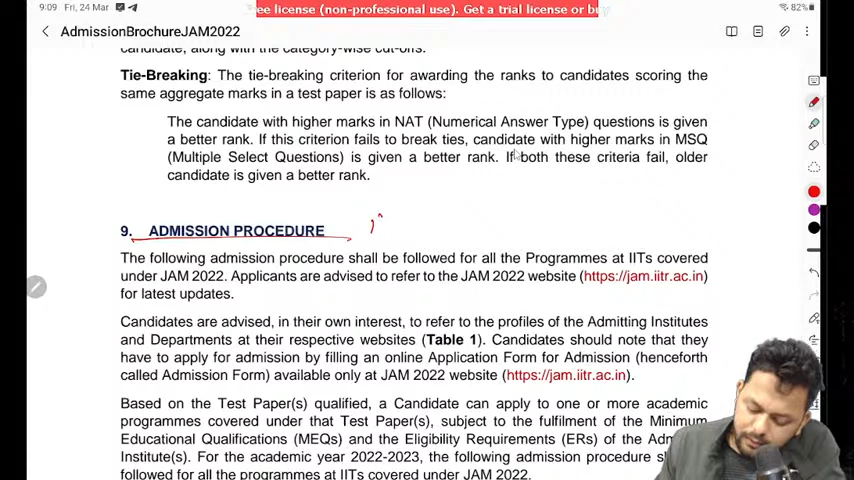 9:09 Fri, 24 Mar
ee license (non-professional use). Get a trial license or buy
82%
AdmissionBrochureJAM2022
candidate, along with the category-wise cut-offs.
Tie-Breaking: The tie-breaking criterion for awarding the ranks to candidates scoring the
same aggregate marks in a test paper is as follows:
The candidate with higher marks in NAT (Numerical Answer Type) questions is given
a better rank. If this criterion fails to break ties, candidate with higher marks in MSQ
(Multiple Select Questions) is given a better rank. If both these criteria fail, older
candidate is given a better rank.
9. ADMISSION PROCEDURE
The following admission procedure shall be followed for all the Programmes at IITs covered
under JAM 2022. Applicants are advised to refer to the JAM 2022 website (https://jam.iitr.ac.in)
for latest updates.
Candidates are advised, in their own interest, to refer to the profiles of the Admitting Institutes
and Departments at their respective websites (Table 1). Candidates should note that they
have to apply for admission by filling an online Application Form for Admission (henceforth
called Admission Form) available only at JAM 2022 website (https://jam.iitr.ac.in).
Based on the Test Paper(s) qualified, a Candidate can apply to one or more academic
programmes covered under that Test Paper(s), subject to the fulfilment of the Minimum
Educational Qualifications (MEQs) and the Eligibility Requirements (ERs) of the Adm
Institute(s). For the academic year 2022-2023, the following admission procedure s
followed for all the programmes at IITs covered under JAM 2022.